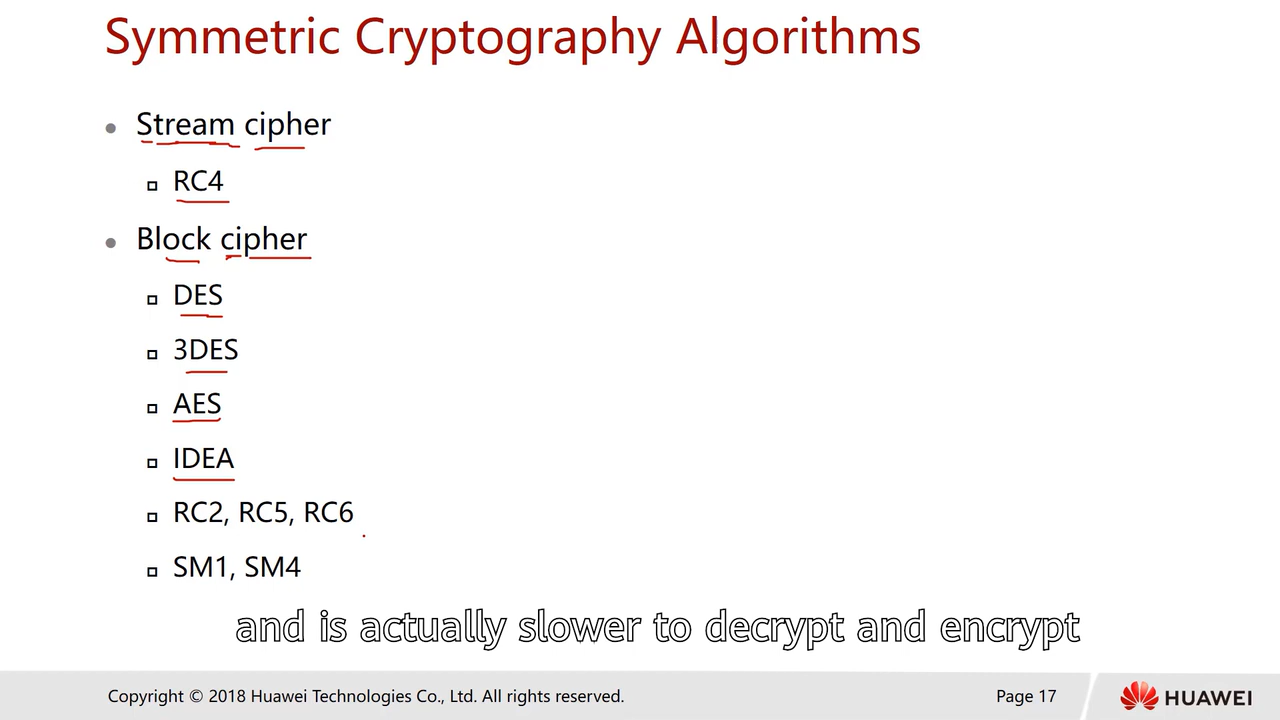 Symmetric Cryptography Algorithms
Stream cipher
RC4
Block cipher
DES
3DES
AES
IDEA
RC2, RC5, RC6
SM1, SM4
and is actually slower to decrypt and encrypt
Copyright © 2018 Huawei Technologies Co., Ltd. All rights reserved.
Page 17
HUAWEI